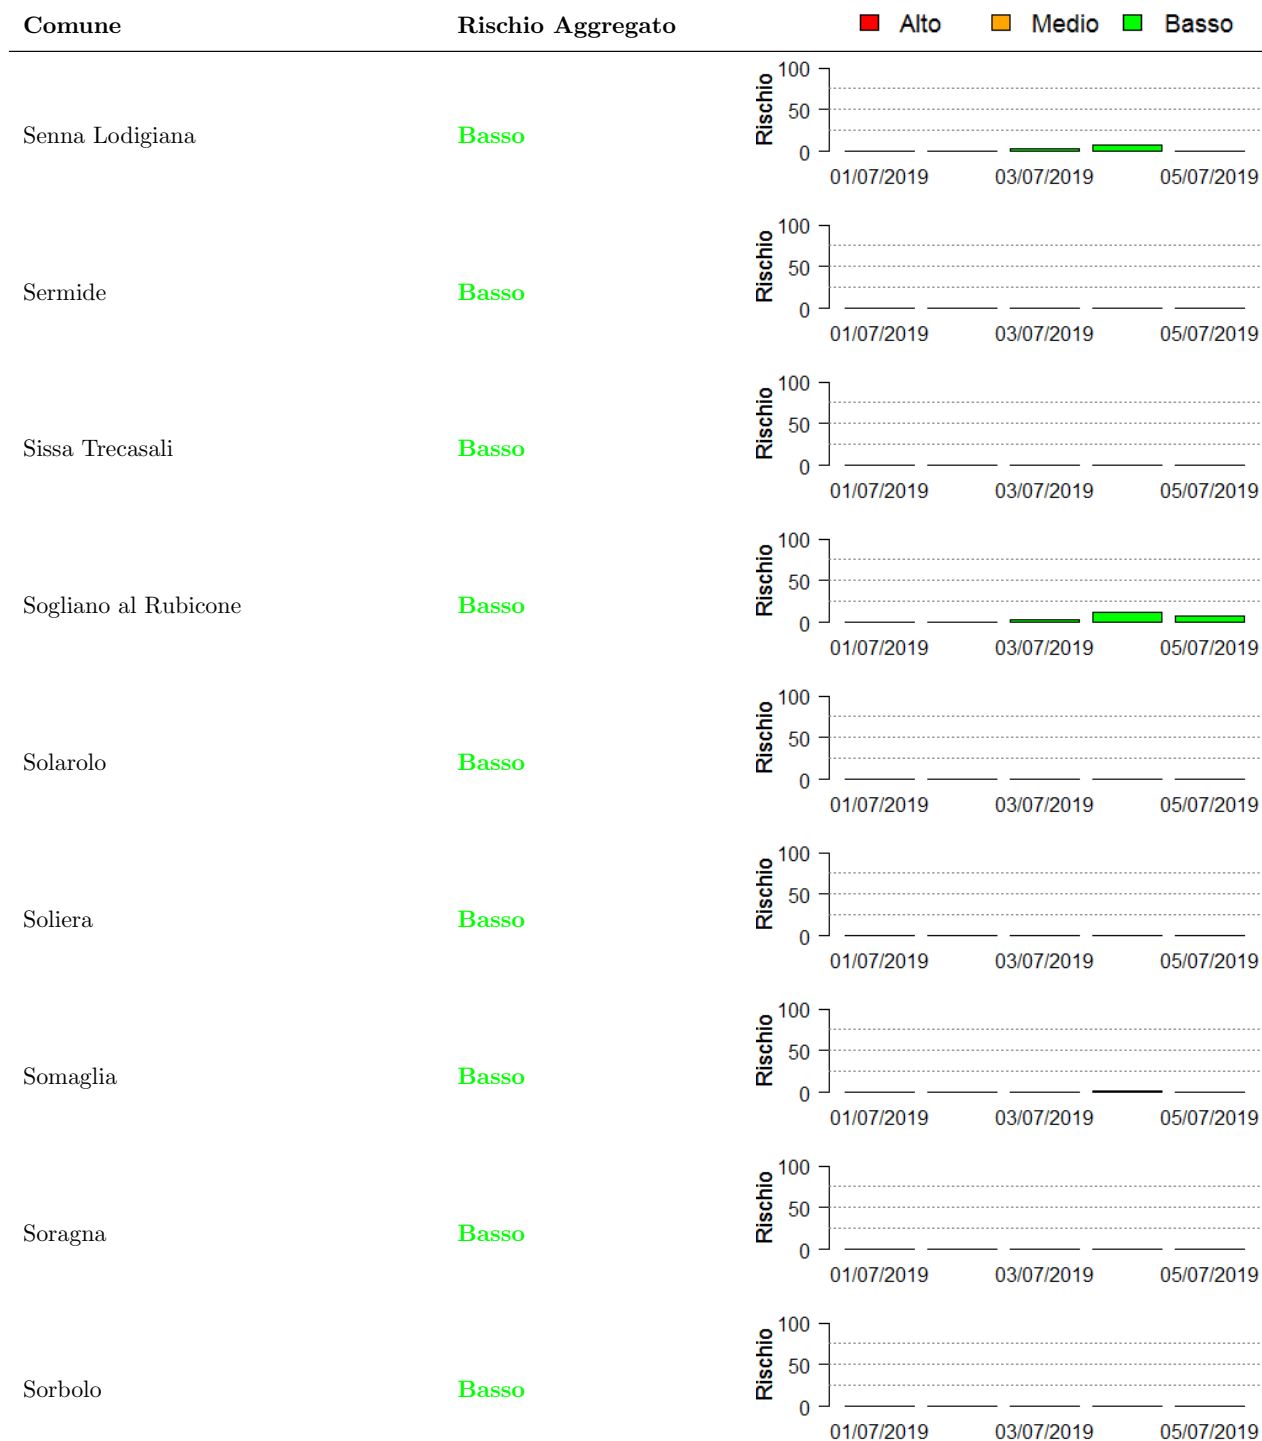 Comune Rischio Aggregato Alto Medio Basso
Senna Lodigiana Basso Rischio 100 50 0
01/07/2019 03/07/2019 05/07/2019
Sermide Basso Rischio 100 50 0
01/07/2019 03/07/2019 05/07/2019
Sissa Trecasali Basso Rischio 100 50 0
01/07/2019 03/07/2019 05/07/2019
Sogliano al Rubicone Basso Rischio 100 50 0
01/07/2019 03/07/2019 05/07/2019
Solarolo Basso Rischio 100 50 0
01/07/2019 03/07/2019 05/07/2019
Soliera Basso Rischio 100 50 0
01/07/2019 03/07/2019 05/07/2019
Somaglia Basso Rischio 100 50 0
01/07/2019 03/07/2019 05/07/2019
Soragna Basso Rischio 100 50 0
01/07/2019 03/07/2019 05/07/2019
Sorbolo Basso Rischio 100 50 0
01/07/2019 03/07/2019 05/07/2019